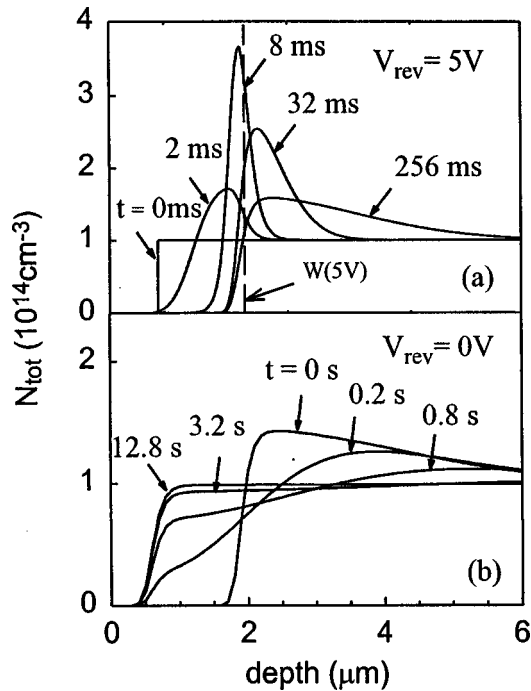 4
8 ms
V_rev = 5V
3
32 ms
2 ms
2
256 ms
t = 0ms
1
W(5V)
(a)
0
N_tot (10^14 cm^-3)
V_rev = 0V
2
t = 0 s
0.2 s
3.2 s
0.8 s
12.8 s
1
(b)
0
0
2
4
6
depth (μm)